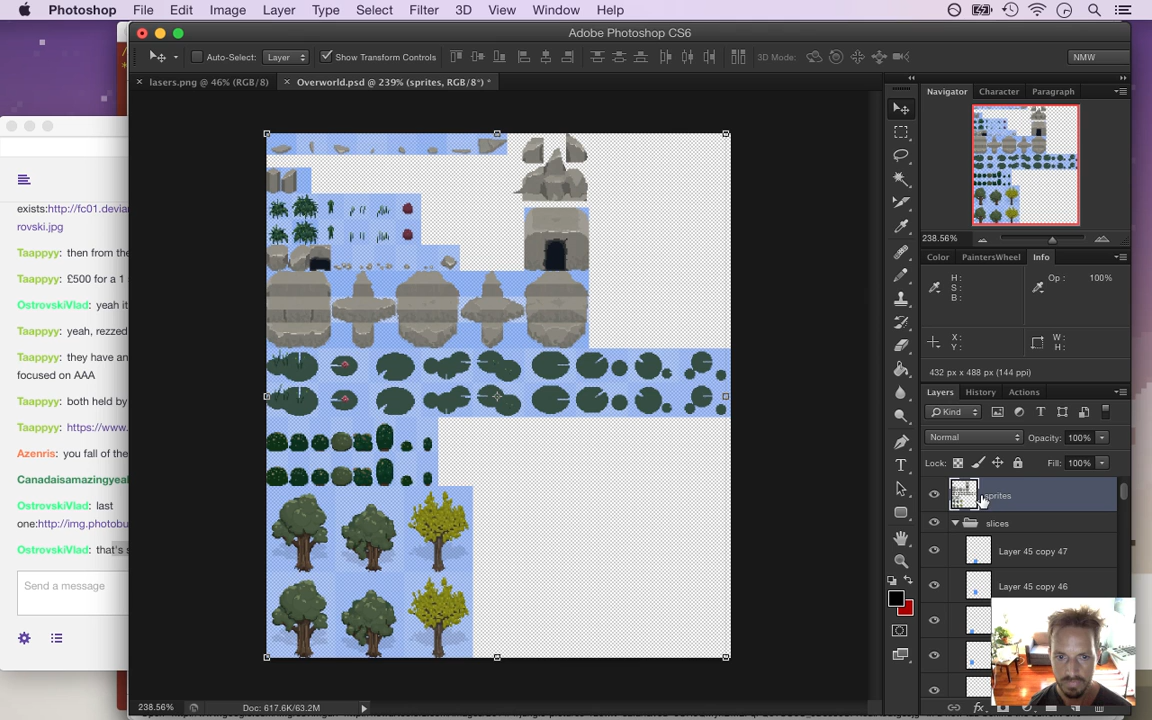 Photoshop File Edit Image Layer Type Select Filter 3D View Window Help
Adobe Photoshop CS6
Auto-Select: Layer Show Transform Controls 3D Mode: NMW
× lasers.png @ 46% (RGB/8) × Overworld.psd @ 239% (sprites, RGB/8*) *
Navigator Character Paragraph
238.56%
Color PaintersWheel Info
H: Op: 100%
S:
B:
X: W:
Y: H:
432 px x 488 px (144 ppi)
Layers History Actions
Kind
Normal Opacity: 100%
Lock: Fill: 100%
sprites
slices
Layer 45 copy 47
Layer 45 copy 46
exists:http://fc01.devian
rovski.jpg
Taappyy: then from the
Taappyy: £500 for a 1
OstrovskiVlad: yeah it
Taappyy: yeah, rezzed
Taappyy: they have an
focused on AAA
Taappyy: both held by
Taappyy: https://www.
Azenris: you fall of the
Canadaisamazingyeah
OstrovskiVlad: last
one:http://img.photobu
OstrovskiVlad: that's s
Send a message
238.56% Doc: 617.6K/63.2M